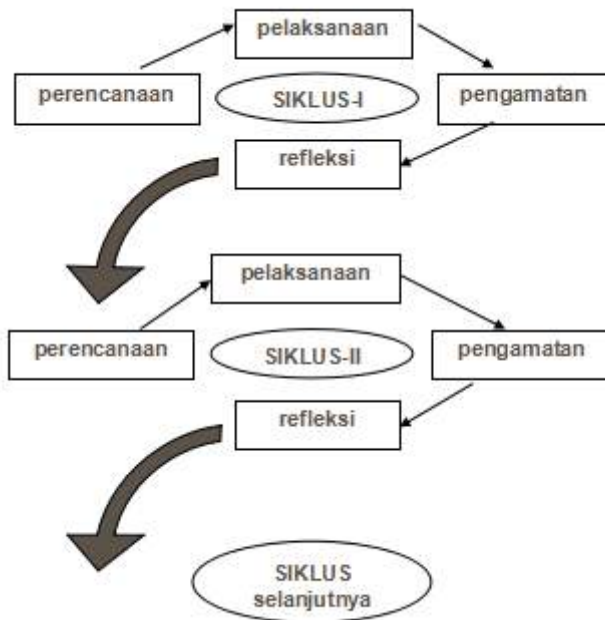 pelaksanaan
perencanaan
SIKLUS-I
pengamatan
refleksi
pelaksanaan
perencanaan
SIKLUS-II
pengamatan
refleksi
SIKLUS
selanjutnya